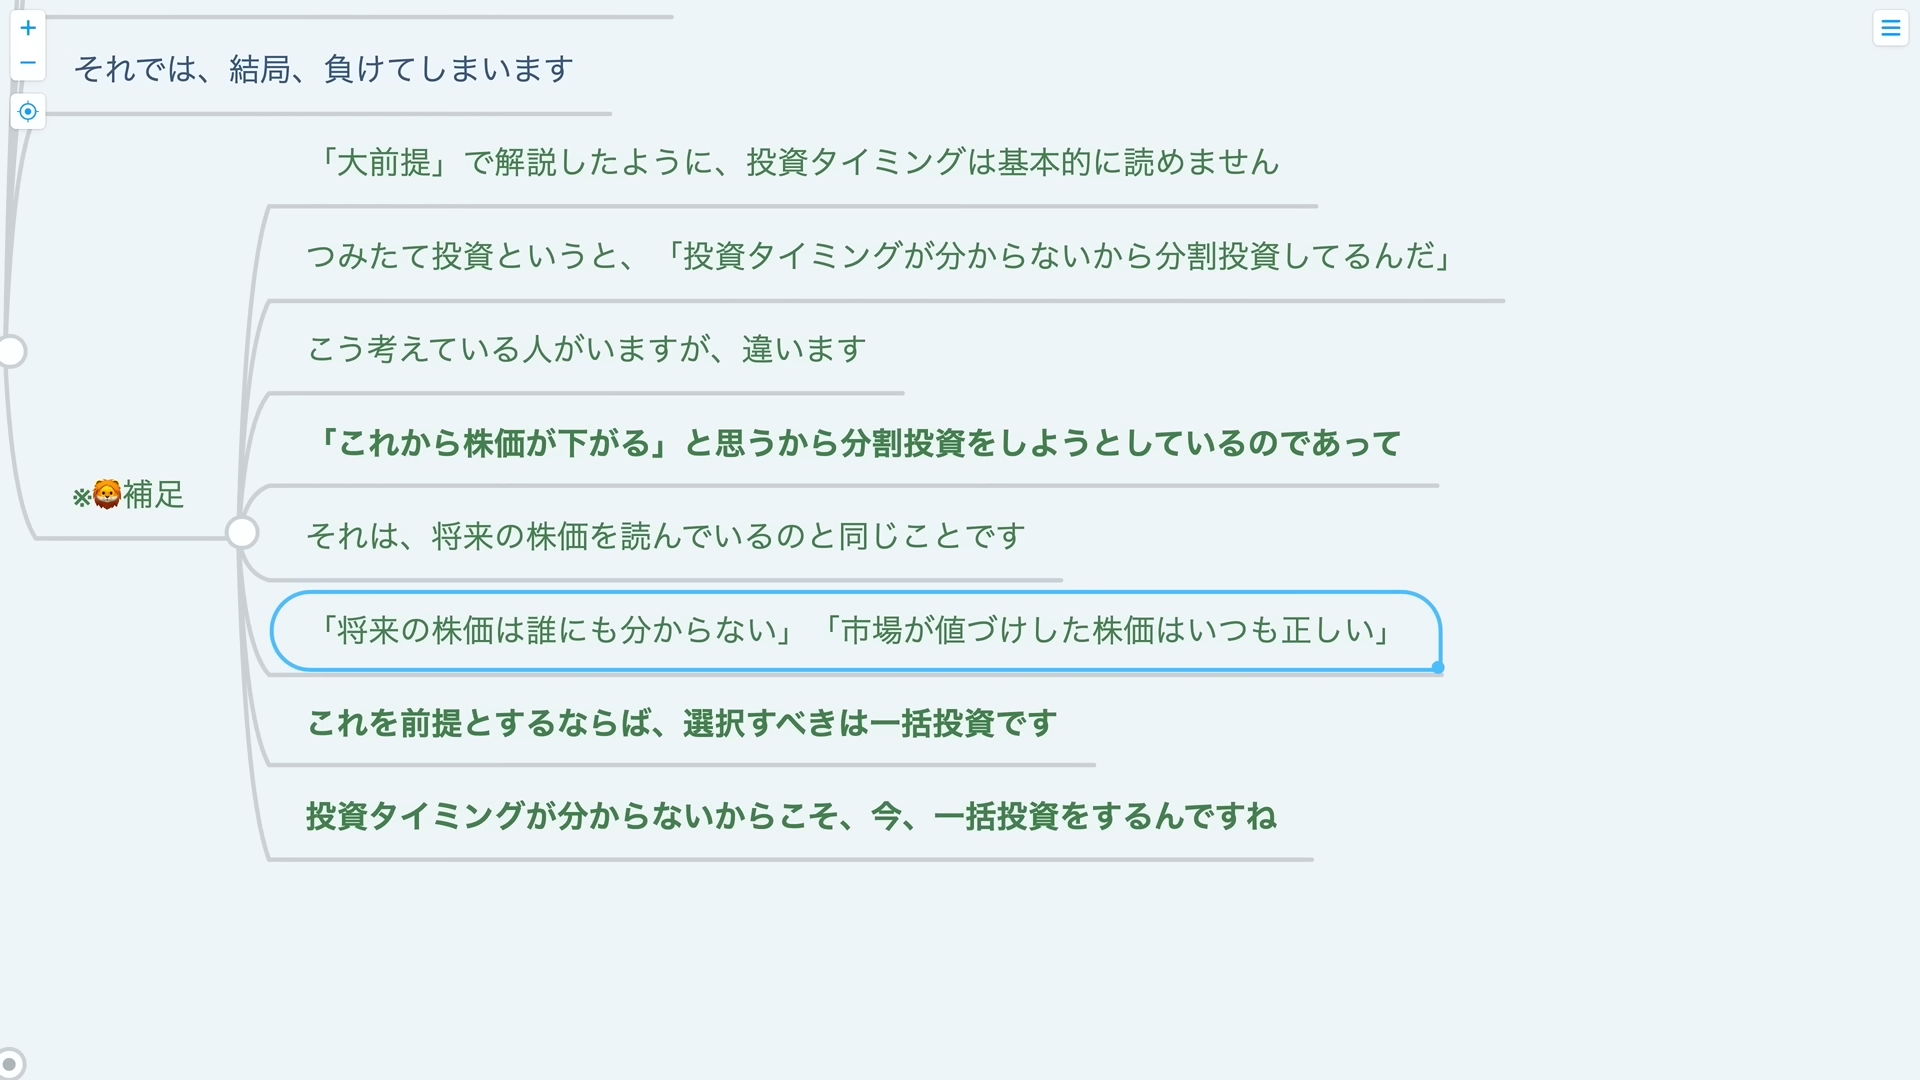 それでは、結局、負けてしまいます
「大前提」で解説したように、投資タイミングは基本的に読めません
つみたて投資というと、「投資タイミングが分からないから分割投資してるんだ」
こう考えている人がいますが、違います
「これから株価が下がる」と思うから分割投資をしようとしているのであって
※🦁補足
それは、将来の株価を読んでいるのと同じことです
「将来の株価は誰にも分からない」「市場が値づけした株価はいつも正しい」
これを前提とするならば、選択すべきは一括投資です
投資タイミングが分からないからこそ、今、一括投資をするんですね